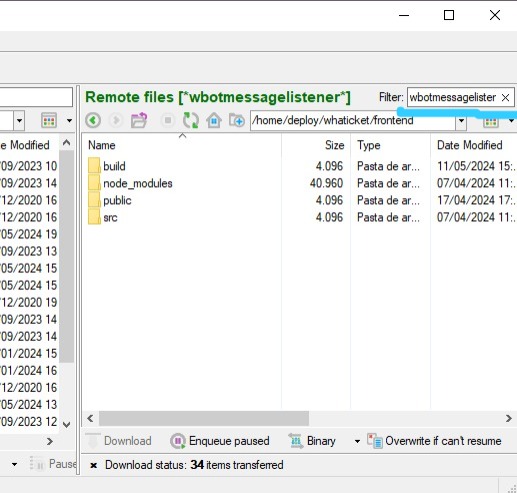 Remote files [*wbotmessagelistener*] Filter: wbotmessagelister
/home/deploy/whaticket/frontend
e Modified
Name Size Type Date Modified
/09/2023 10
build 4.096 Pasta de ar... 11/05/2024 15:.
/09/2023 14
node_modules 40.960 Pasta de ar... 07/04/2024 11:.
/12/2020 16
public 4.096 Pasta de ar... 17/04/2024 17:.
/12/2020 16
src 4.096 Pasta de ar... 07/04/2024 11:.
/05/2024 19
/09/2023 13
/05/2024 15
/05/2024 15
/12/2020 19
/09/2023 14
/09/2023 14
/01/2024 15
/01/2024 16
/12/2020 16
/05/2024 13
/09/2023 12
Download Enqueue paused Binary Overwrite if can't resume
Pause
Download status: 34 items transferred